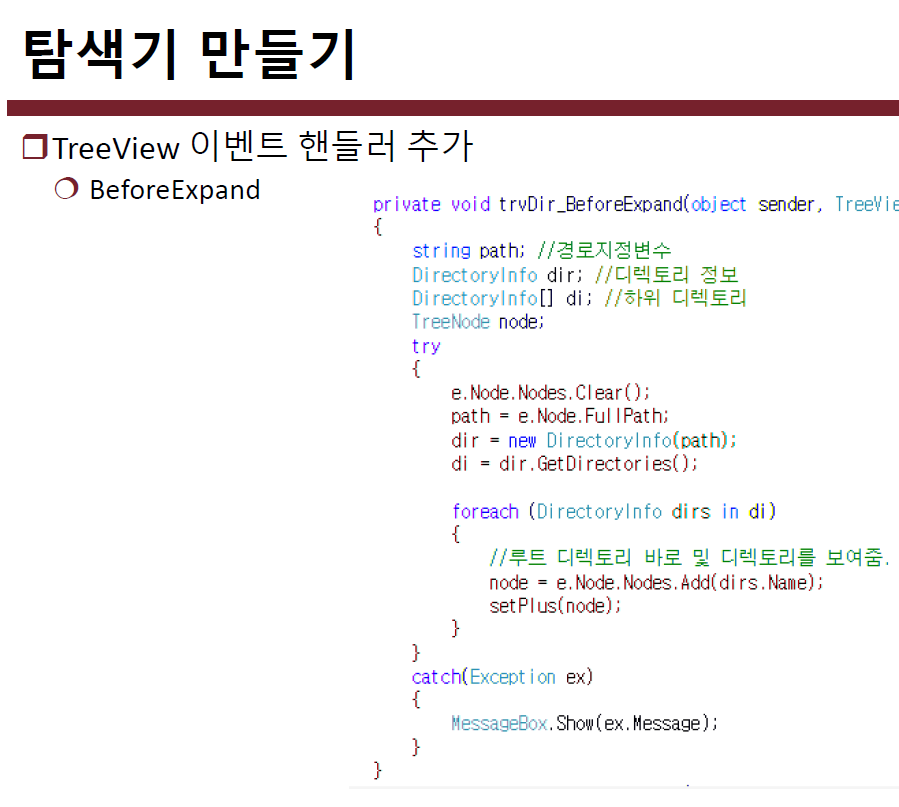 탐색기 만들기
TreeView 이벤트 핸들러 추가
BeforeExpand
private void trvDir_BeforeExpand(object sender, TreeVie
{
string path; //경로지정변수
DirectoryInfo dir; //디렉토리 정보
DirectoryInfo[] di; //하위 디렉토리
TreeNode node;
try
{
e.Node.Nodes.Clear();
path = e.Node.FullPath;
dir = new DirectoryInfo(path);
di = dir.GetDirectories();
foreach (DirectoryInfo dirs in di)
{
//루트 디렉토리 바로 및 디렉토리를 보여줌.
node = e.Node.Nodes.Add(dirs.Name);
setPlus(node);
}
}
catch(Exception ex)
{
MessageBox.Show(ex.Message);
}
}